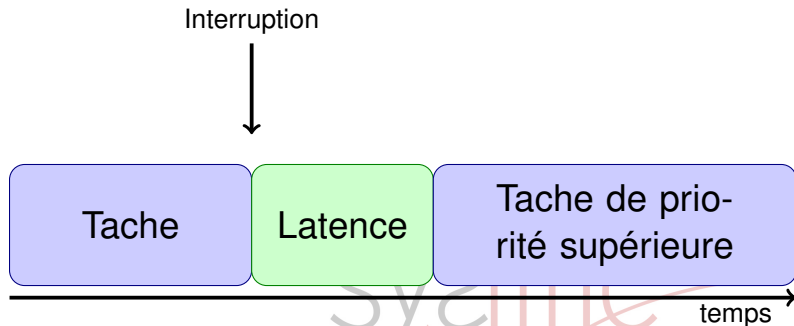 Interruption
Tache
Latence
Tache de prio-
rité supérieure
temps